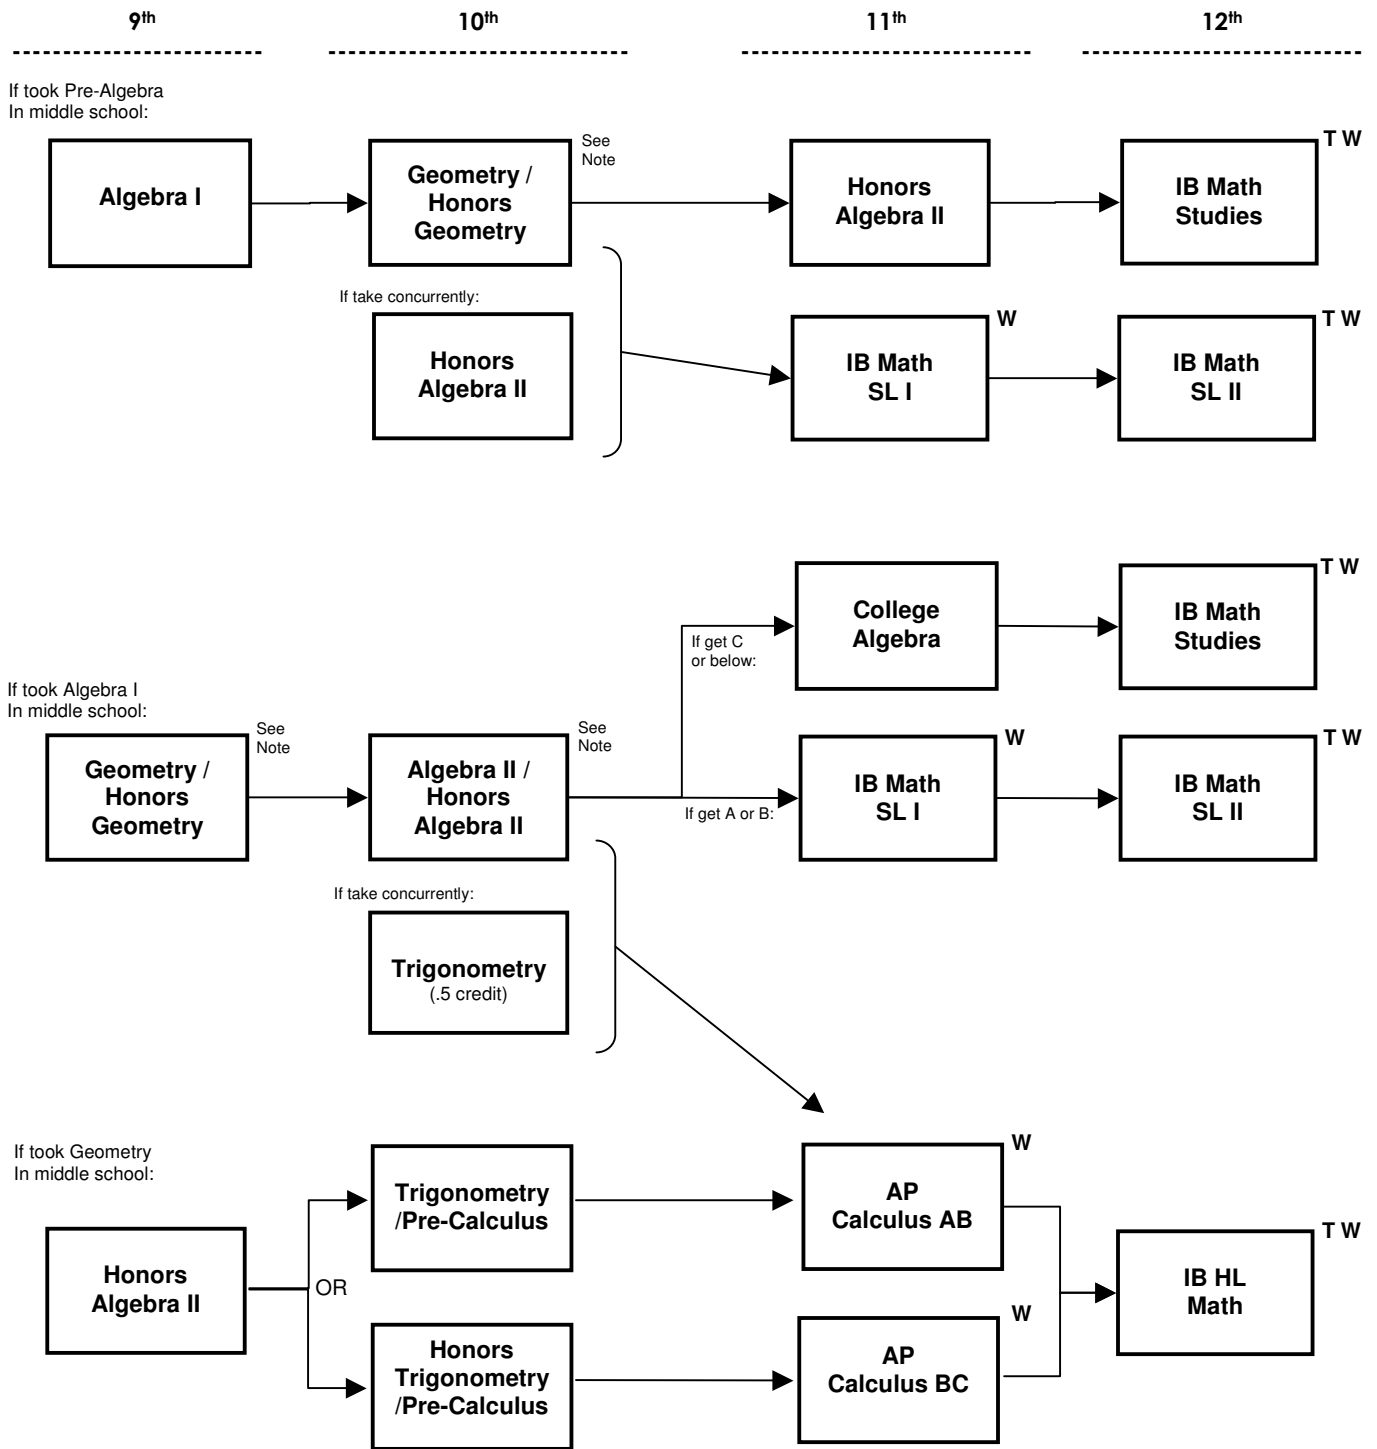 9th 10th 11th 12th
If took Pre-Algebra
In middle school:
Algebra I
Geometry /
Honors
Geometry
See
Note
Honors
Algebra II
IB Math
Studies
T W
If take concurrently:
Honors
Algebra II
IB Math
SL I
W
IB Math
SL II
T W
College
Algebra
IB Math
Studies
T W
If get C
or below:
If took Algebra I
In middle school:
Geometry /
Honors
Geometry
See
Note
Algebra II /
Honors
Algebra II
See
Note
If get A or B:
IB Math
SL I
W
IB Math
SL II
T W
If take concurrently:
Trigonometry
(.5 credit)
If took Geometry
In middle school:
Honors
Algebra II
OR
Trigonometry
/Pre-Calculus
AP
Calculus AB
W
Honors
Trigonometry
/Pre-Calculus
AP
Calculus BC
W
IB HL
Math
T W